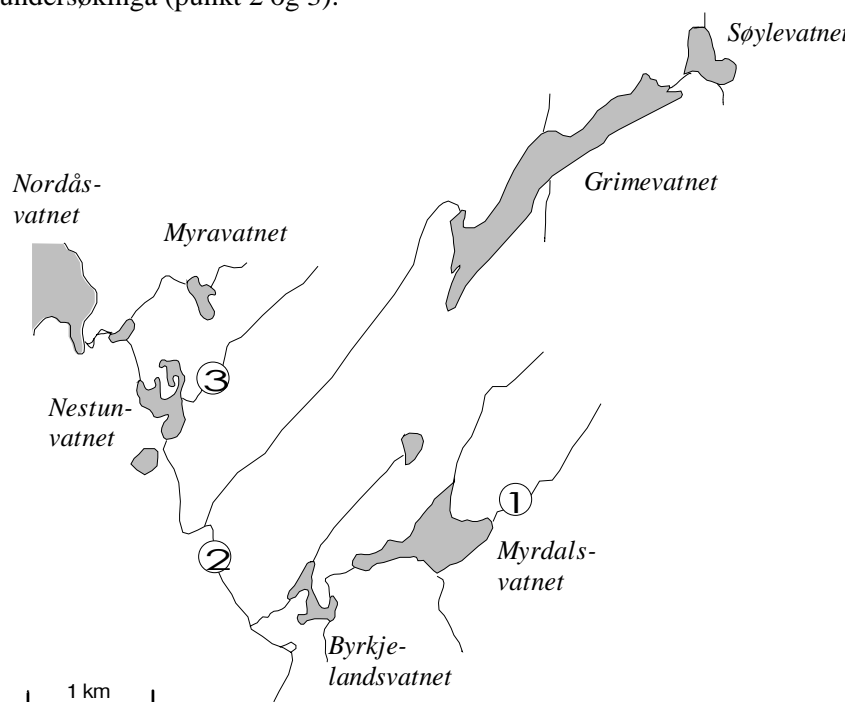 undersøkinga (punkt 2 og 3).
Søylevatnet
Grimevatnet
Nordås-
vatnet
Myravatnet
3
Nestun-
vatnet
1
2
Myrdals-
vatnet
Byrkje-
landsvatnet
1 km